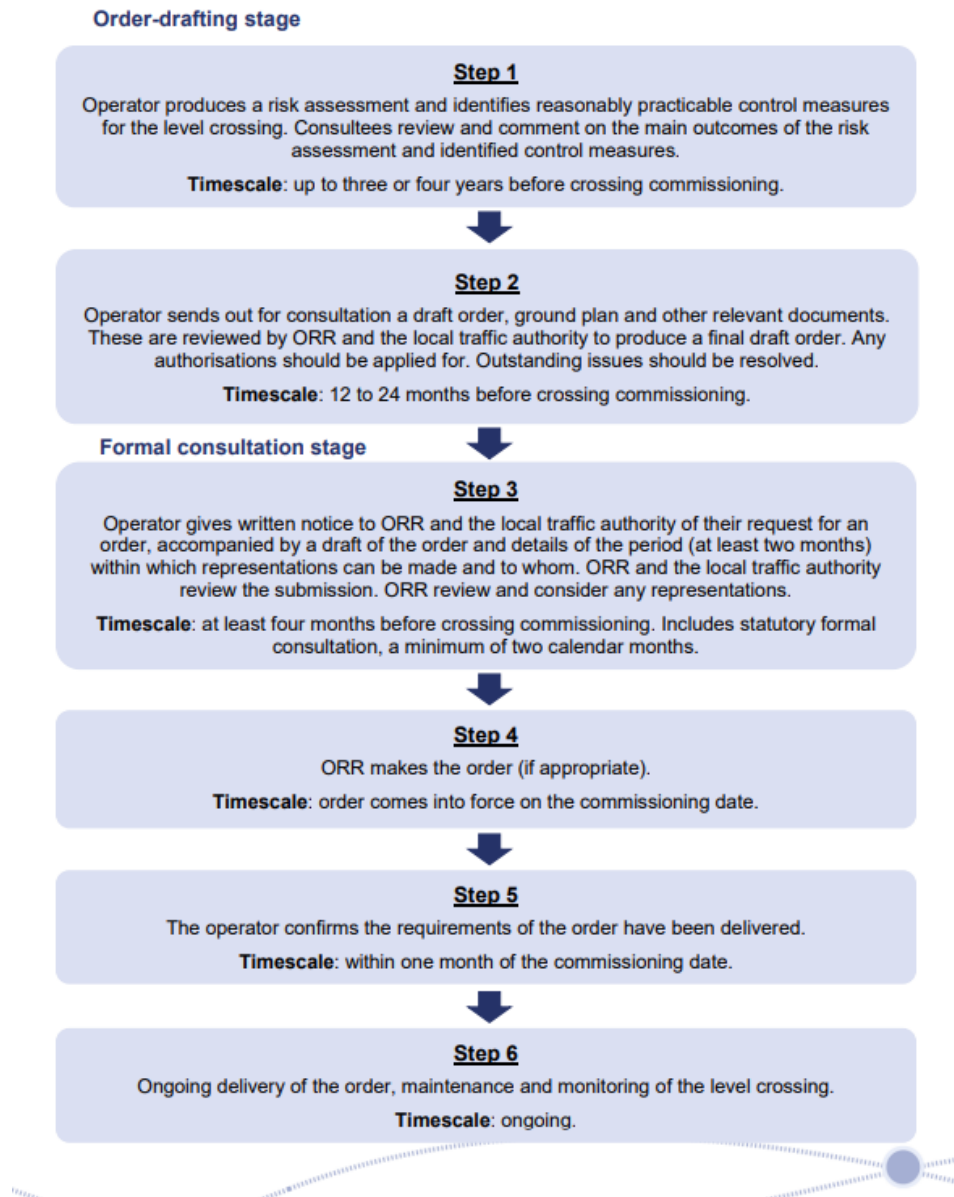 Order-drafting stage
Step 1
Operator produces a risk assessment and identifies reasonably practicable control measures
for the level crossing. Consultees review and comment on the main outcomes of the risk
assessment and identified control measures.
Timescale: up to three or four years before crossing commissioning.
Step 2
Operator sends out for consultation a draft order, ground plan and other relevant documents.
These are reviewed by ORR and the local traffic authority to produce a final draft order. Any
authorisations should be applied for. Outstanding issues should be resolved.
Timescale: 12 to 24 months before crossing commissioning.
Formal consultation stage
Step 3
Operator gives written notice to ORR and the local traffic authority of their request for an
order, accompanied by a draft of the order and details of the period (at least two months)
within which representations can be made and to whom. ORR and the local traffic authority
review the submission. ORR review and consider any representations.
Timescale: at least four months before crossing commissioning. Includes statutory formal
consultation, a minimum of two calendar months.
Step 4
ORR makes the order (if appropriate).
Timescale: order comes into force on the commissioning date.
Step 5
The operator confirms the requirements of the order have been delivered.
Timescale: within one month of the commissioning date.
Step 6
Ongoing delivery of the order, maintenance and monitoring of the level crossing.
Timescale: ongoing.